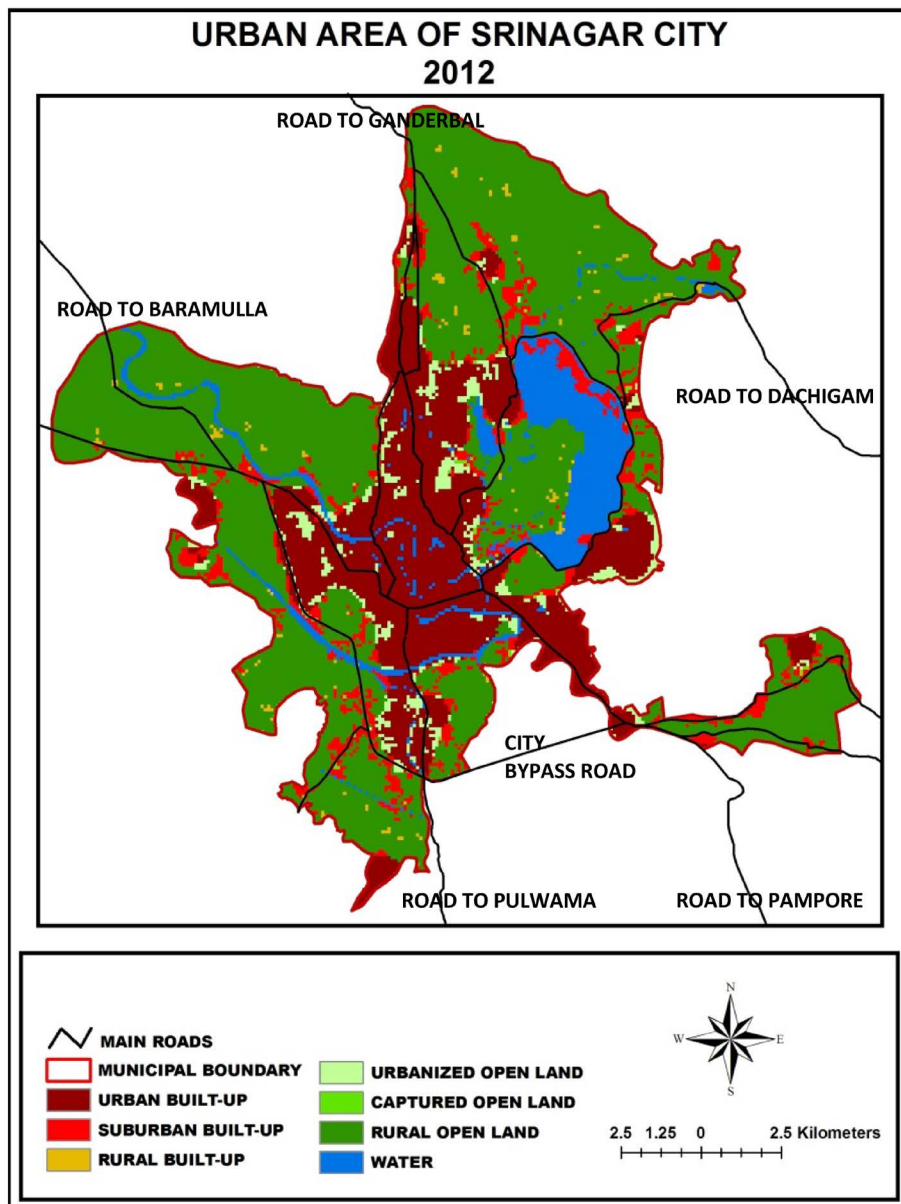 URBAN AREA OF SRINAGAR CITY
2012
ROAD TO GANDERBAL
ROAD TO BARAMULLA
ROAD TO DACHIGAM
CITY
BYPASS ROAD
ROAD TO PULWAMA
ROAD TO PAMPORE
MAIN ROADS
MUNICIPAL BOUNDARY
URBAN BUILT-UP
SUBURBAN BUILT-UP
RURAL BUILT-UP
URBANIZED OPEN LAND
CAPTURED OPEN LAND
RURAL OPEN LAND
WATER
N
W E
S
2.5 1.25 0 2.5 Kilometers